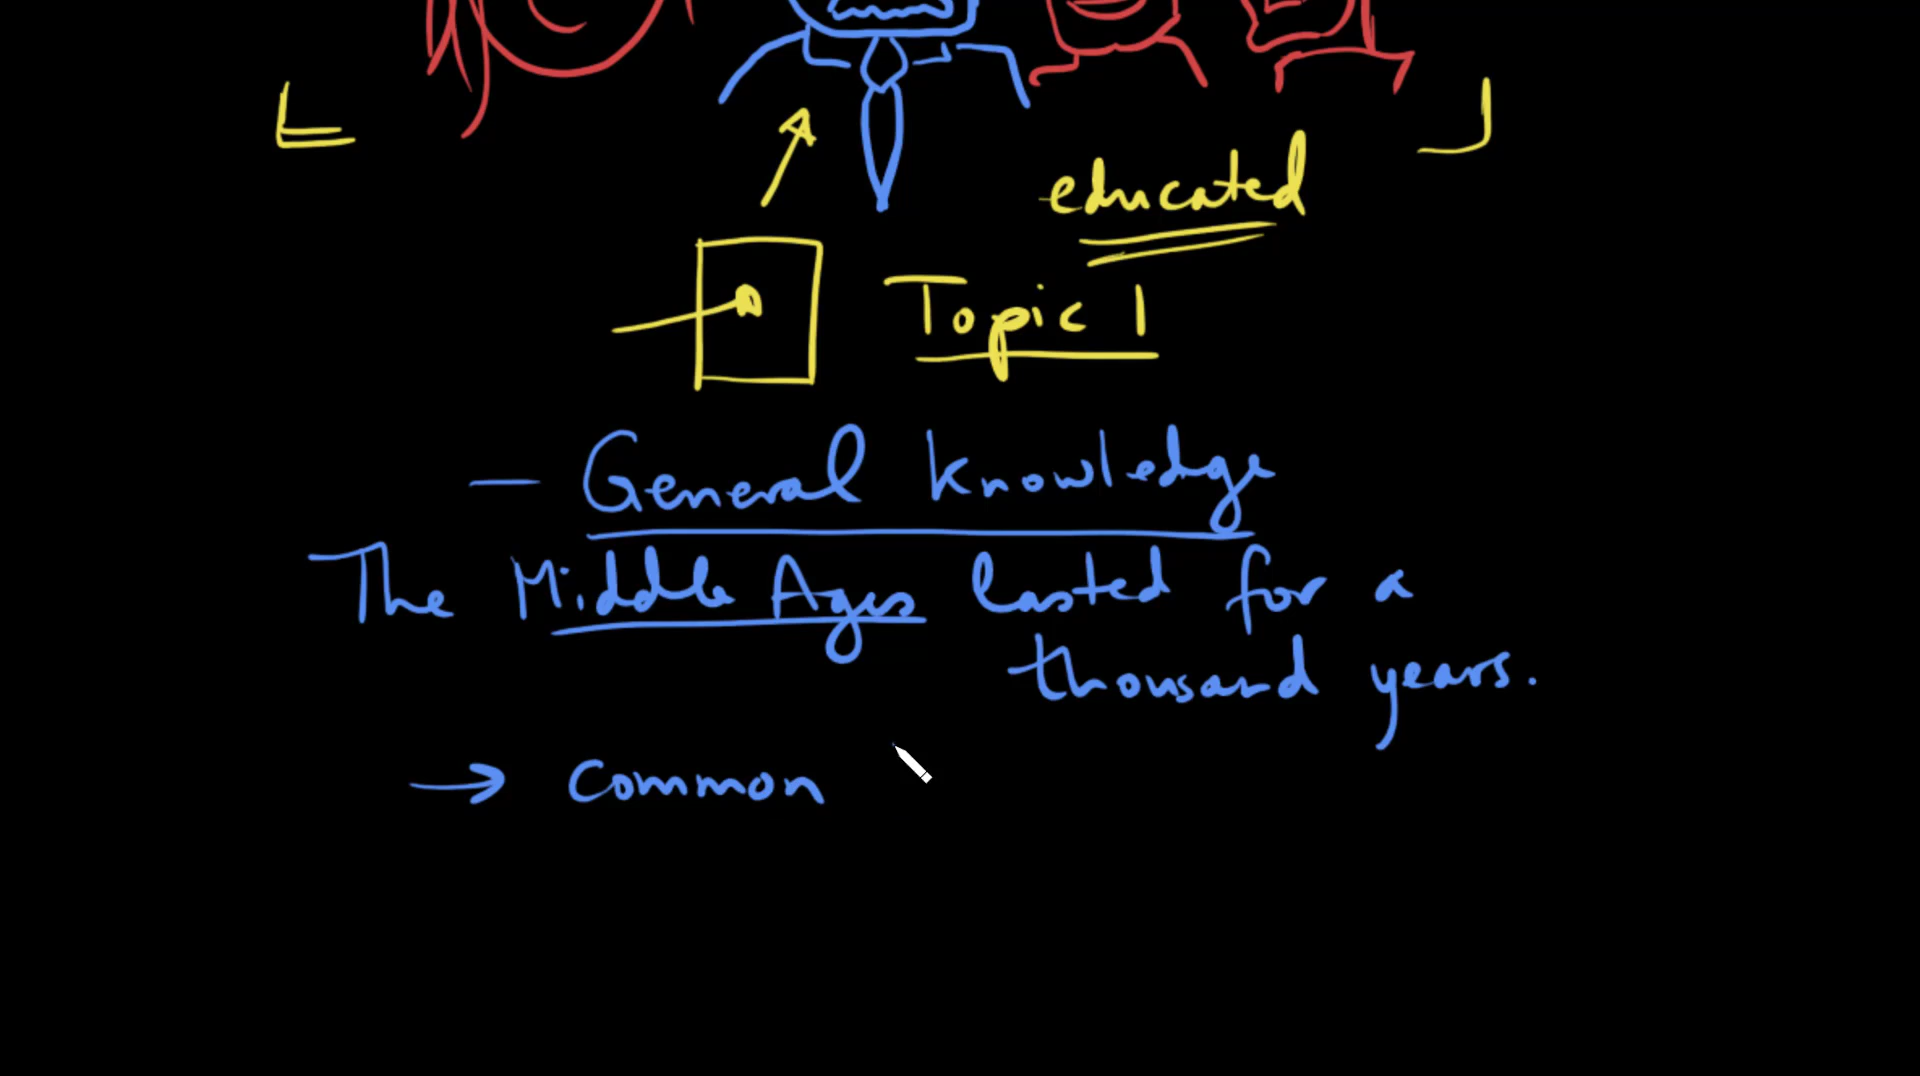 educated
Topic 1
- General Knowledge
The Middle Ages lasted for a
thousand years.
→ common